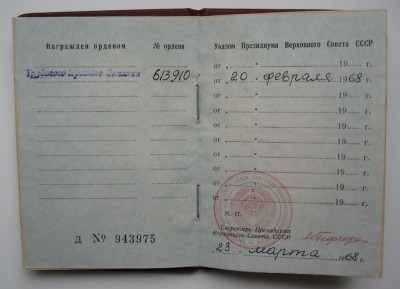 Награжден орденом
№ ордена
Трудового Красного Знамени
613910
Д № 943975
Указом Президиума Верховного Совета СССР
от " 19 г.
от 20 " февраля 1968 г.
от " 19 г.
от " 19 г.
от " 19 г.
от " 19 г.
от " 19 г.
от " 19 г.
от " 19 г.
от " 19 г.
М. П.
Секретарь Президиума
Верховного Совета СССР
23 " марта 1968 г.